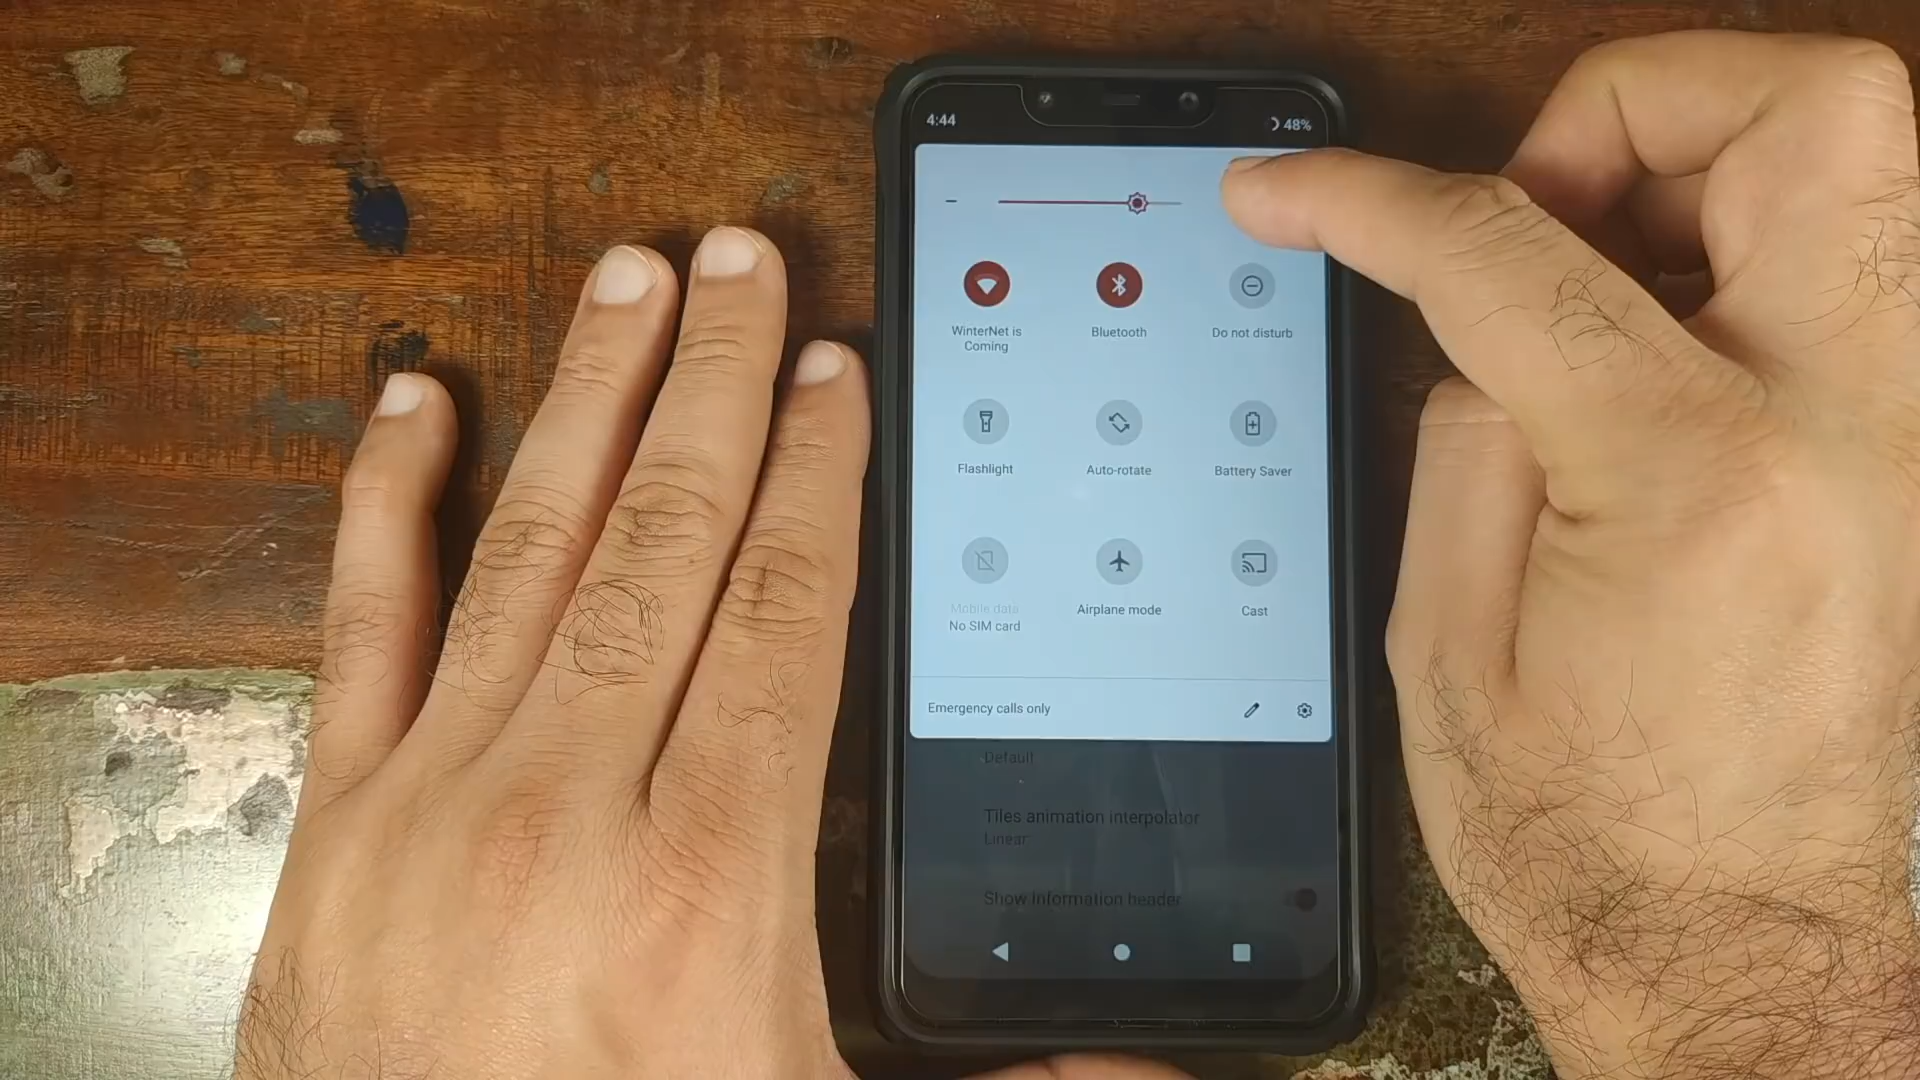 4:44
48%
WinterNet is
Coming
Bluetooth
Do not disturb
Flashlight
Auto-rotate
Battery Saver
Mobile data
No SIM card
Airplane mode
Cast
Emergency calls only
Default
Tiles animation interpolator
Linear
Show information header